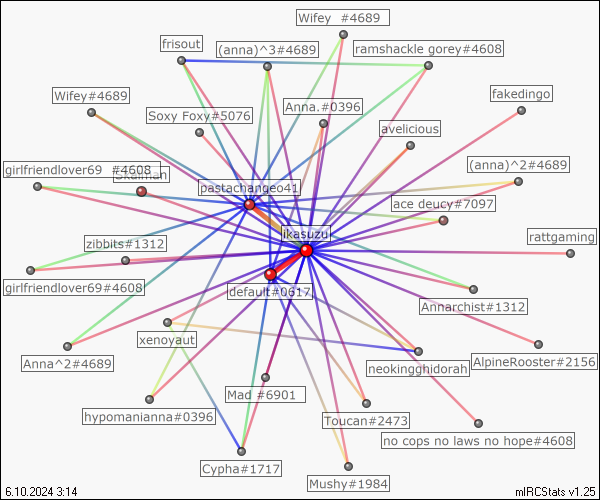 Wifey  #4689
frisout
(anna)^3#4689
ramshackle gorey#4608
Wifey#4689
fakedingo
Soxy Foxy#5076
Anna.#0396
avelicious
girlfriendlover69  #4608
(anna)^2#4689
pastachangeo41
ace deucy#7097
ikasuzu
zibbits#1312
rattgaming
girlfriendlover69#4608
default#0617
Annarchist#1312
xenoyaut
Anna^2#4689
neokingghidorah
AlpineRooster#2156
Mad #6901
hypomanianna#0396
Toucan#2473
no cops no laws no hope#4608
Cypha#1717
Mushy#1984
6.10.2024 3:14
mIRCStats v1.25